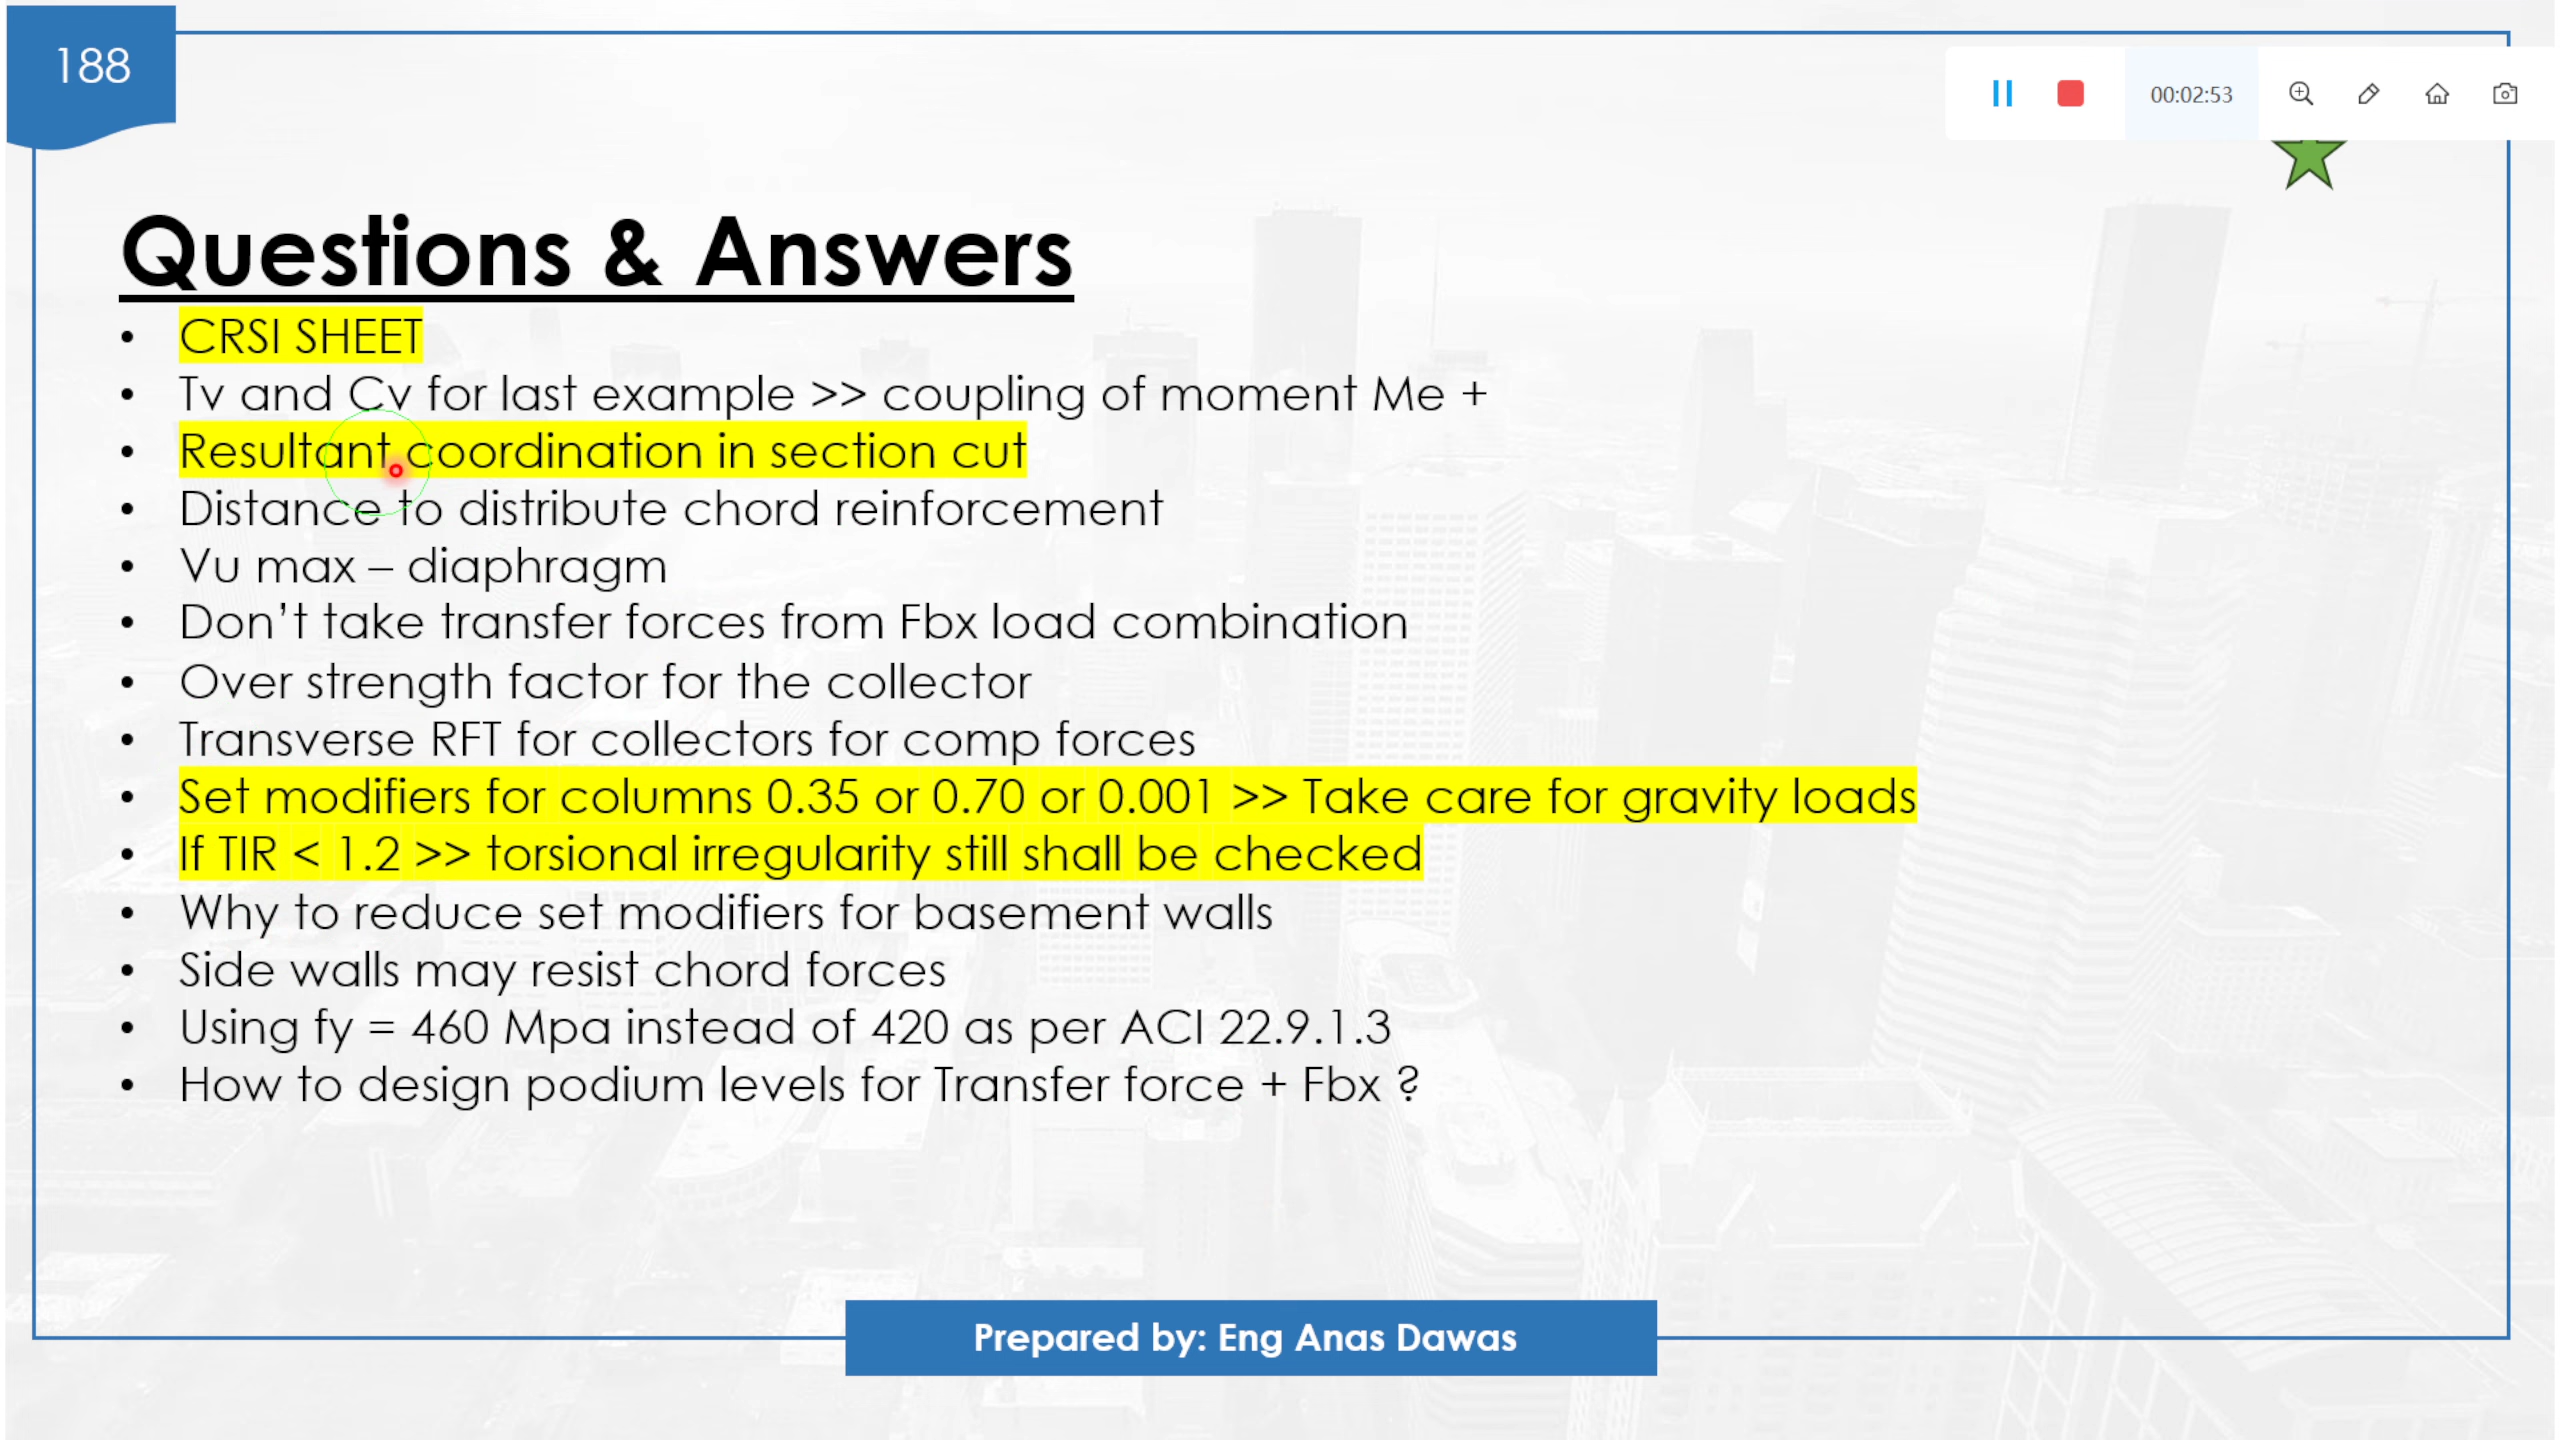 188
00:02:53
Questions & Answers
• CRSI SHEET
• Tv and Cv for last example >> coupling of moment Me +
• Resultant coordination in section cut
• Distance to distribute chord reinforcement
• Vu max – diaphragm
• Don’t take transfer forces from Fbx load combination
• Over strength factor for the collector
• Transverse RFT for collectors for comp forces
• Set modifiers for columns 0.35 or 0.70 or 0.001 >> Take care for gravity loads
• If TIR < 1.2 >> torsional irregularity still shall be checked
• Why to reduce set modifiers for basement walls
• Side walls may resist chord forces
• Using fy = 460 Mpa instead of 420 as per ACI 22.9.1.3
• How to design podium levels for Transfer force + Fbx ?
Prepared by: Eng Anas Dawas